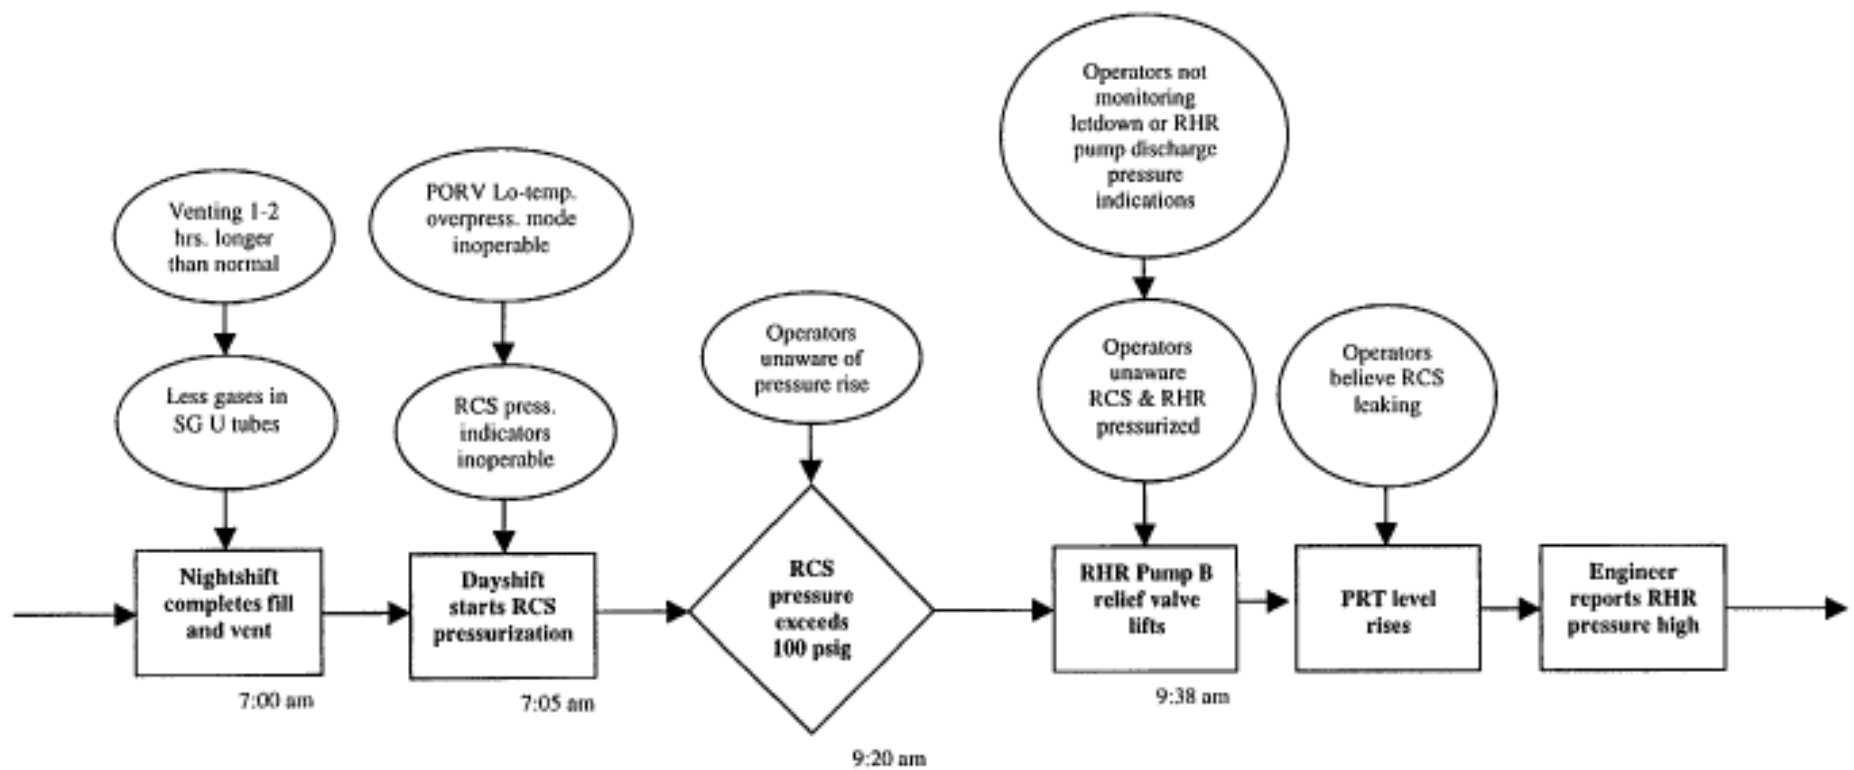 Operators not
monitoring
letdown or RHR
pump discharge
pressure
indications
Venting 1-2
hrs. longer
than normal
PORV Lo-temp.
overpress. mode
inoperable
Operators
unaware of
pressure rise
Operators
unaware
RCS & RHR
pressurized
Operators
believe RCS
leaking
Less gases in
SG U tubes
RCS press.
indicators
inoperable
Nightshift
completes fill
and vent
Dayshift
starts RCS
pressurization
RCS
pressure
exceeds
100 psig
RHR Pump B
relief valve
lifts
PRT level
rises
Engineer
reports RHR
pressure high
7:00 am
7:05 am
9:20 am
9:38 am